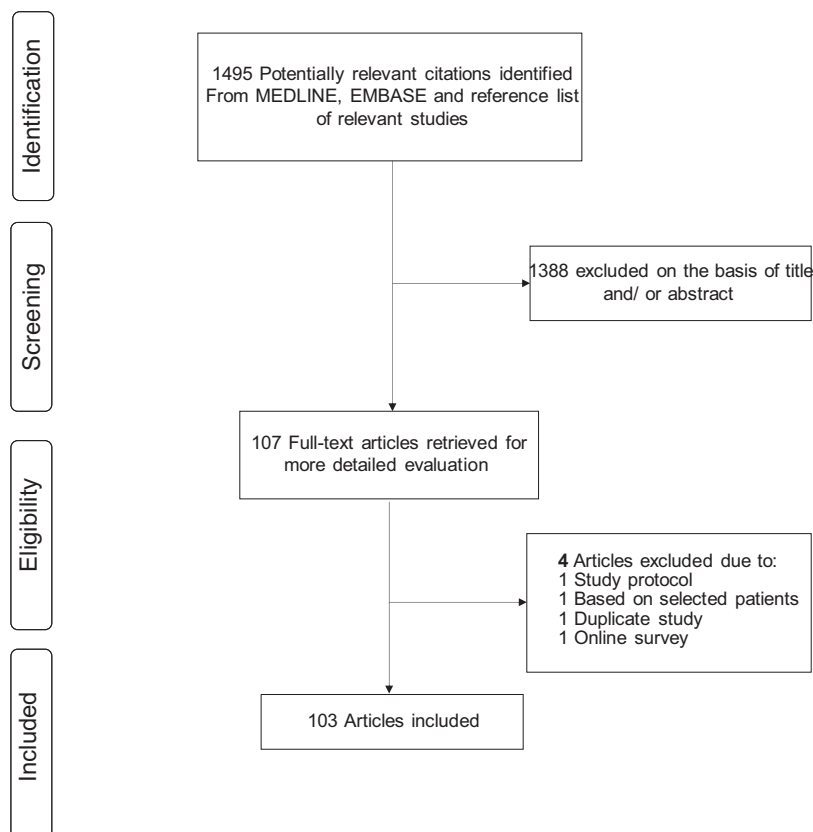 Identification
1495 Potentially relevant citations identified
From MEDLINE, EMBASE and reference list
of relevant studies
Screening
1388 excluded on the basis of title
and/ or abstract
107 Full-text articles retrieved for
more detailed evaluation
Eligibility
4 Articles excluded due to:
1 Study protocol
1 Based on selected patients
1 Duplicate study
1 Online survey
Included
103 Articles included